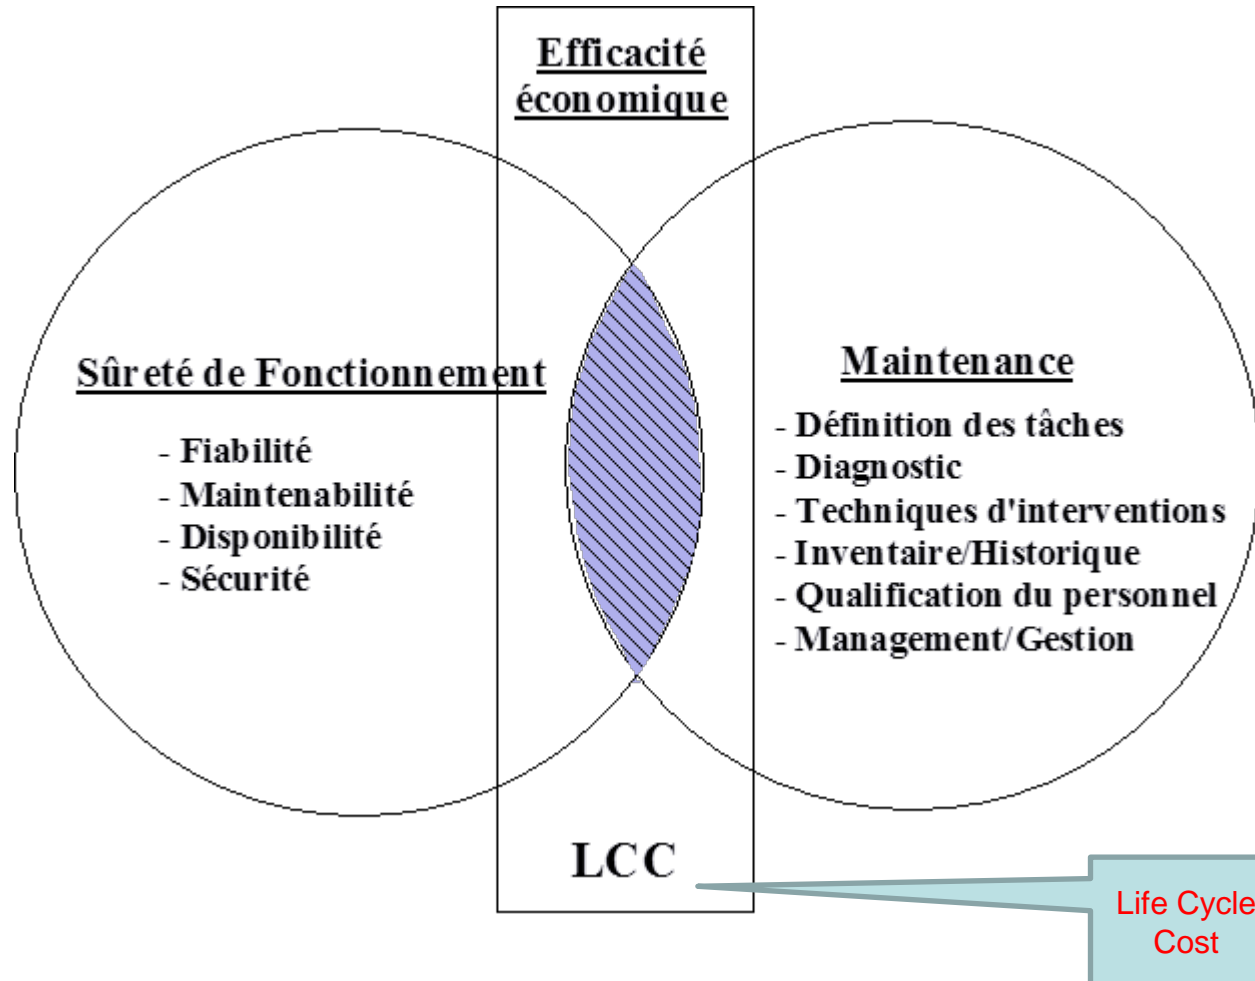 Efficacité
économique
Sûreté de Fonctionnement
- Fiabilité
- Maintenabilité
- Disponibilité
- Sécurité
Maintenance
- Définition des tâches
- Diagnostic
- Techniques d'interventions
- Inventaire/Historique
- Qualification du personnel
- Management/Gestion
LCC
Life Cycle
Cost